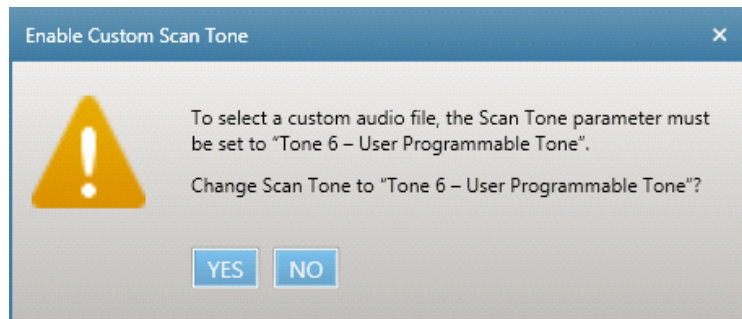 Enable Custom Scan Tone
To select a custom audio file, the Scan Tone parameter must
be set to “Tone 6 – User Programmable Tone”.
Change Scan Tone to “Tone 6 – User Programmable Tone”?
YES NO